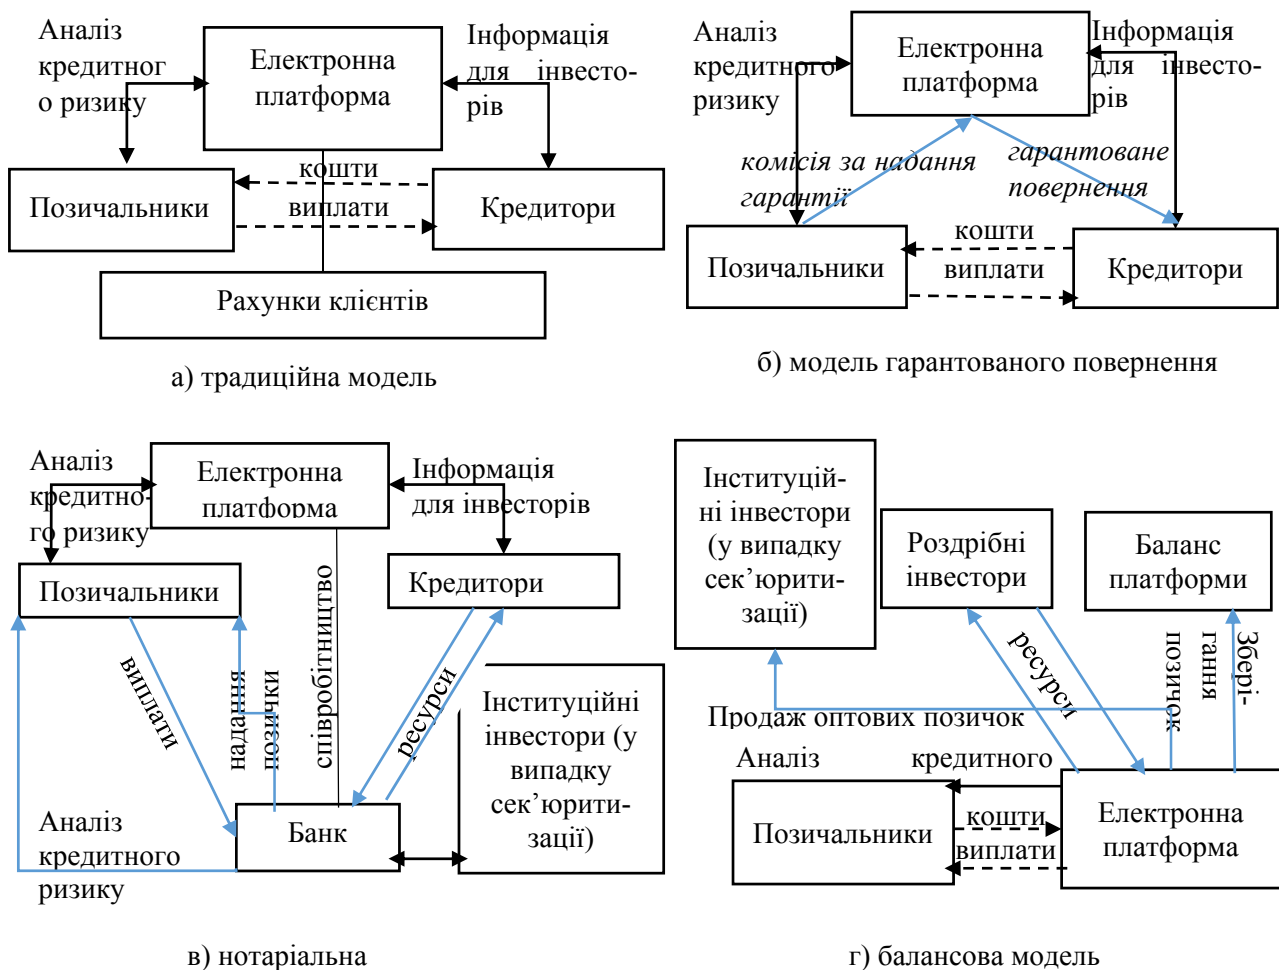 Аналіз
кредитног
о ризику
Електронна
платформа
Інформація
для інвесто-
рів
Позичальники
кошти
виплати
Кредитори
Рахунки клієнтів
а) традиційна модель
Аналіз
кредитного
ризику
Електронна
платформа
Інформація
для інвесто-
рів
комісія за надання
гарантії
гарантоване
повернення
Позичальники
кошти
виплати
Кредитори
б) модель гарантованого повернення
Аналіз
кредитно-
го ризику
Електронна
платформа
Інформація
для інвесторів
Позичальники
Кредитори
виплати
надання
позички
співробітництво
ресурси
Інституційні
інвестори (у
випадку
сек’юрити-
зації)
Банк
Аналіз
кредитного
ризику
в) нотаріальна
Інституцій-
ні інвестори
(у випадку
сек’юрити-
зації)
Роздрібні
інвестори
Баланс
платформи
ресурси
Збері-
гання
позичок
Продаж оптових позичок
Аналіз кредитного
Позичальники
кошти
виплати
Електронна
платформа
г) балансова модель